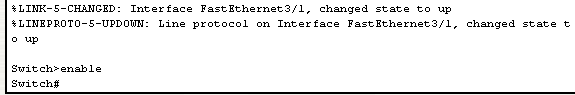 %LINK-5-CHANGED: Interface FastEthernet3/1, changed state to up
%LINEPROTO-5-UPDOWN: Line protocol on Interface FastEthernet3/1, changed state t
o up
Switch>enable
Switch#